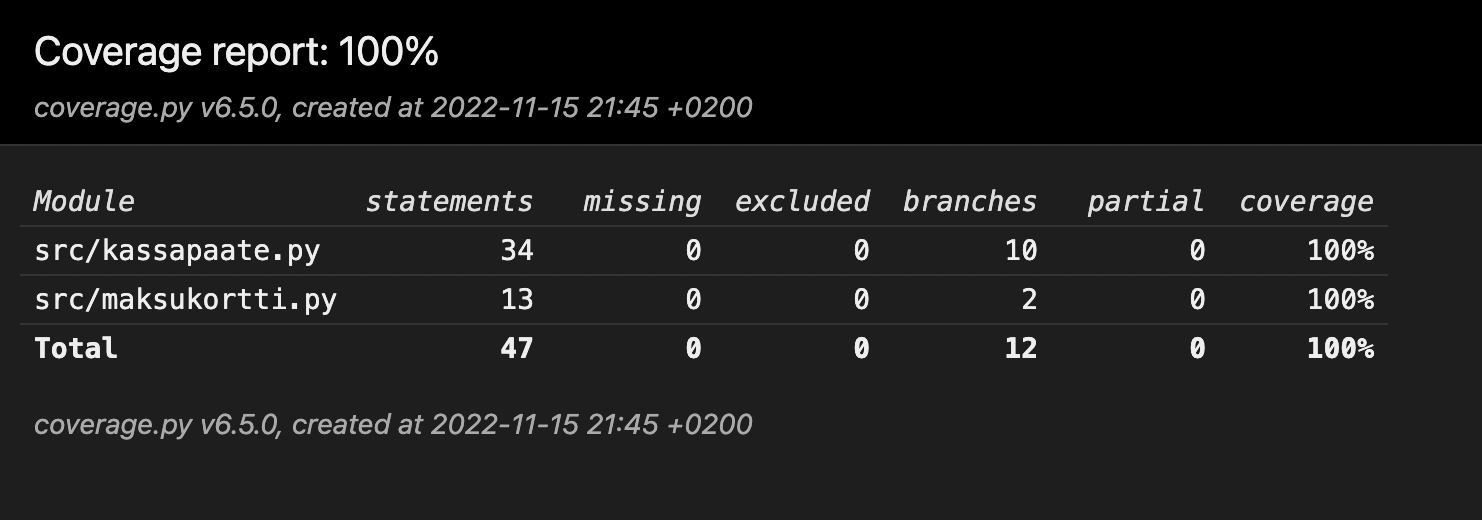 Coverage report: 100%
coverage.py v6.5.0, created at 2022-11-15 21:45 +0200
Module statements missing excluded branches partial coverage
src/kassapaate.py 34 0 0 10 0 100%
src/maksukortti.py 13 0 0 2 0 100%
Total 47 0 0 12 0 100%
coverage.py v6.5.0, created at 2022-11-15 21:45 +0200